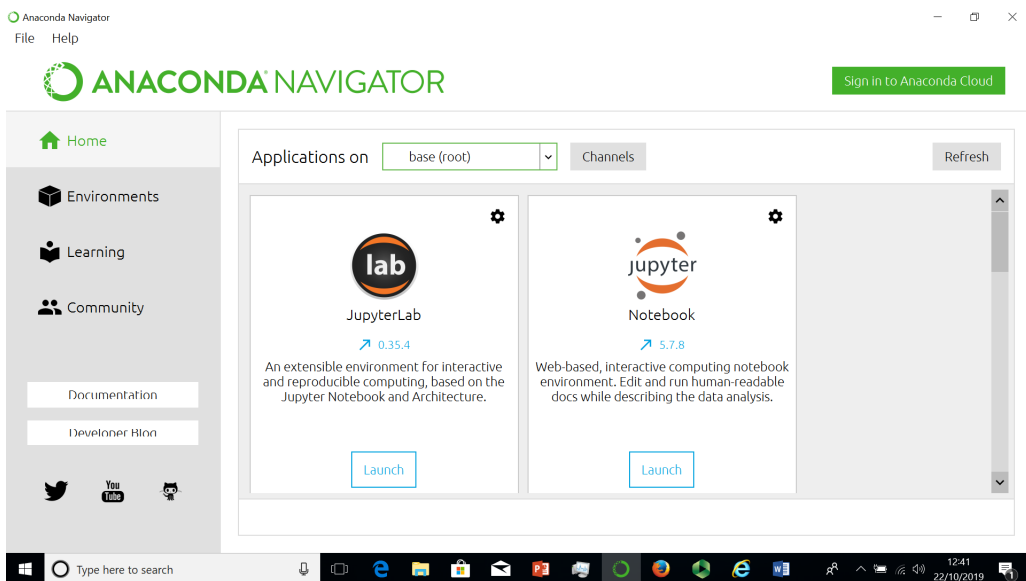 Anaconda Navigator
File Help
ANACONDA NAVIGATOR
Sign in to Anaconda Cloud
Home
Environments
Learning
Community
Documentation
Developer Blog
You
Tube
Applications on base (root) Channels Refresh
lab
JupyterLab
0.35.4
An extensible environment for interactive
and reproducible computing, based on the
Jupyter Notebook and Architecture.
Launch
jupyter
Notebook
5.7.8
Web-based, interactive computing notebook
environment. Edit and run human-readable
docs while describing the data analysis.
Launch
Type here to search
12:41
22/10/2019
1